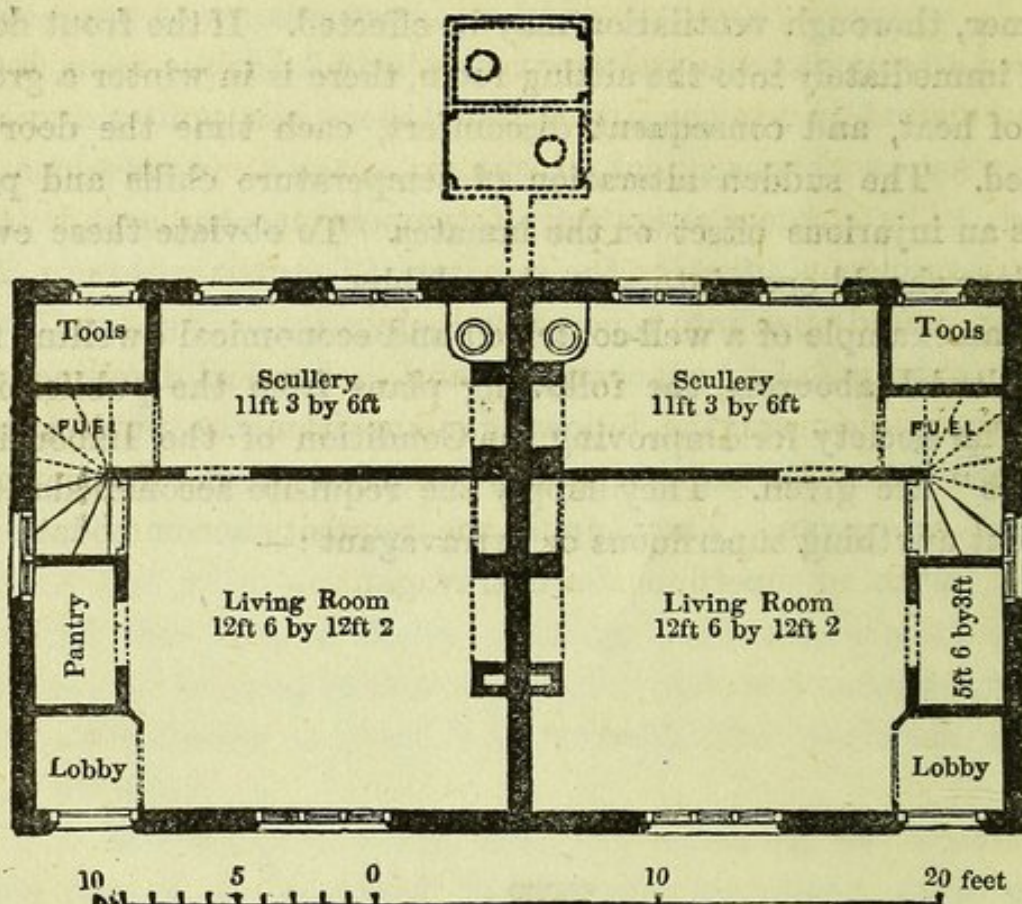 Tools
Tools
Scullery
11ft 3 by 6ft
Scullery
11ft 3 by 6ft
FUEL
FUEL
Living Room
12ft 6 by 12ft 2
Living Room
12ft 6 by 12ft 2
Pantry
5ft 6 by 3ft
Lobby
Lobby
10 5 0 10 20 feet